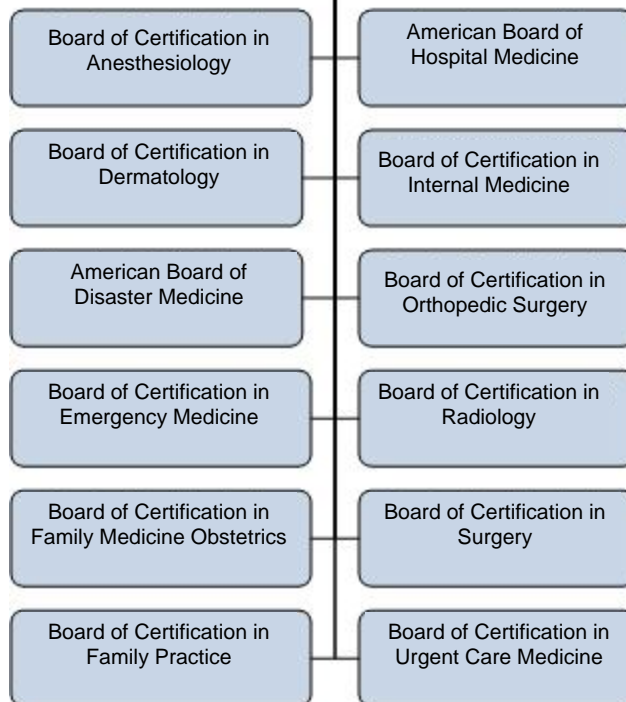 Board of Certification in
Anesthesiology
American Board of
Hospital Medicine
Board of Certification in
Dermatology
Board of Certification in
Internal Medicine
American Board of
Disaster Medicine
Board of Certification in
Orthopedic Surgery
Board of Certification in
Emergency Medicine
Board of Certification in
Radiology
Board of Certification in
Family Medicine Obstetrics
Board of Certification in
Surgery
Board of Certification in
Family Practice
Board of Certification in
Urgent Care Medicine